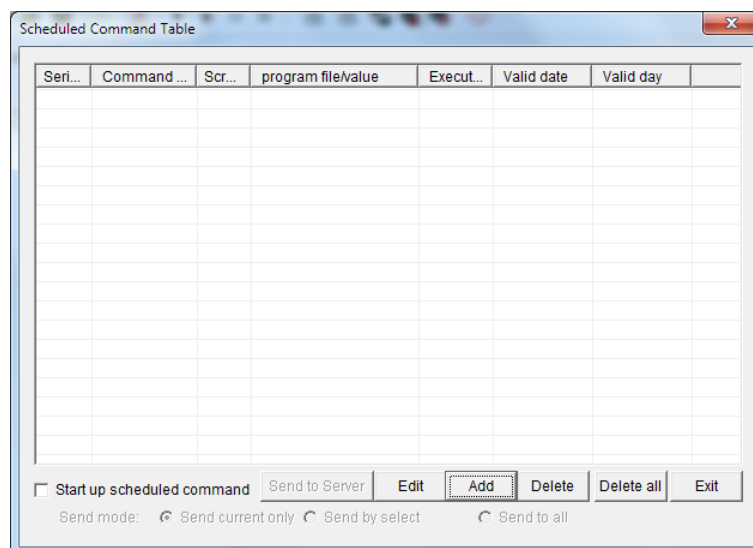 Scheduled Command Table
Seri... Command ... Scr... program file/value Execut... Valid date Valid day
Start up scheduled command Send to Server Edit Add Delete Delete all Exit
Send mode: Send current only Send by select Send to all